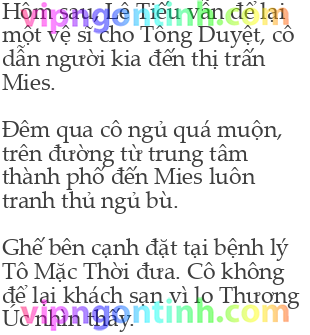 Hôm sau, Lê Tiếu vẫn để lại
một vệ sĩ cho Tông Duyệt, cô
dẫn người kia đến thị trấn
Mies.
Đêm qua cô ngủ quá muộn,
trên đường từ trung tâm
thành phố đến Mies luôn
tranh thủ ngủ bù.
Ghế bên cạnh đặt tại bệnh lý
Tô Mặc Thời đưa. Cô không
để lại khách sạn vì lo Thương
Úc nhìn thấy.
vipngontinh.com
vipngontinh.com